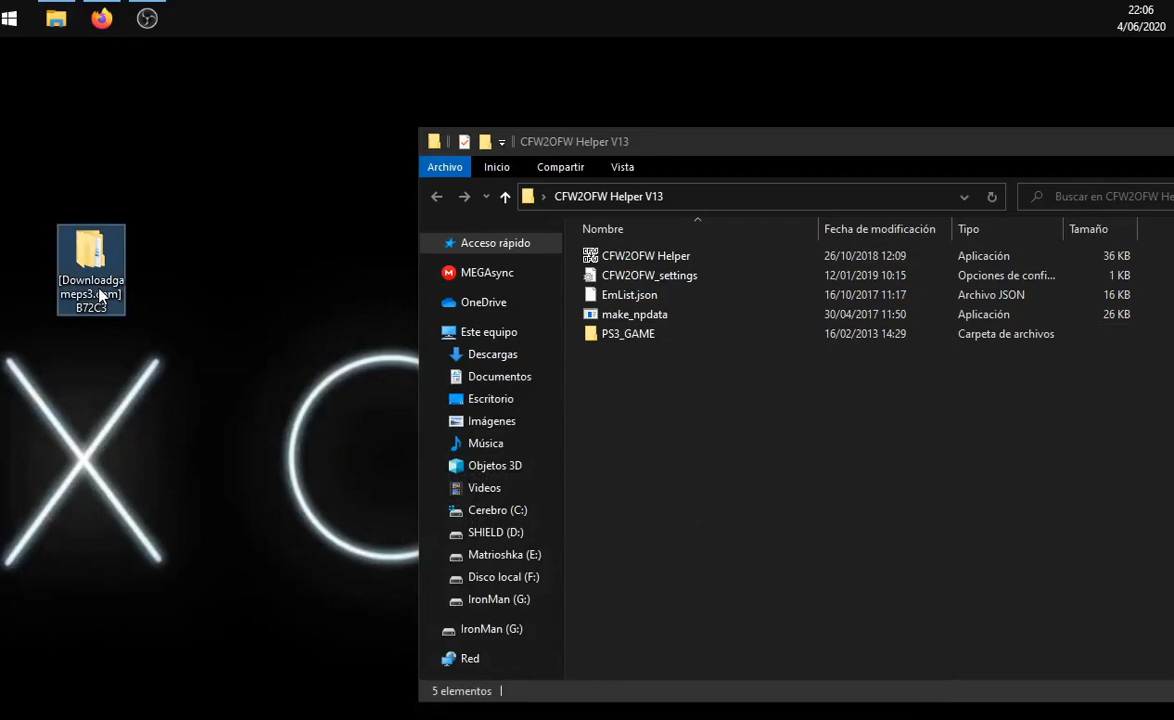 22:06
4/06/2020
[Downloadga
meps3.com]
B72C3
CFW2OFW Helper V13
Archivo Inicio Compartir Vista
CFW2OFW Helper V13
Buscar en CFW2OFW He
Nombre Fecha de modificación Tipo Tamaño
CFW2OFW Helper 26/10/2018 12:09 Aplicación 36 KB
CFW2OFW_settings 12/01/2019 10:15 Opciones de confi... 1 KB
EmList.json 16/10/2017 11:17 Archivo JSON 16 KB
make_npdata 30/04/2017 11:50 Aplicación 26 KB
PS3_GAME 16/02/2013 14:29 Carpeta de archivos
Acceso rápido
MEGAsync
OneDrive
Este equipo
Descargas
Documentos
Escritorio
Imágenes
Música
Objetos 3D
Videos
Cerebro (C:)
SHIELD (D:)
Matrioshka (E:)
Disco local (F:)
IronMan (G:)
IronMan (G:)
Red
5 elementos